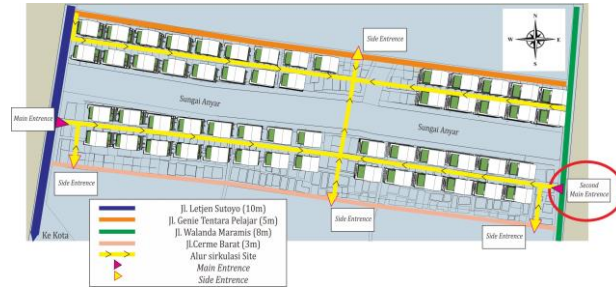 Side Entrence
N
W
E
S
Sungai Anyar
Sungai Anyar
Main Entrence
Side Entrence
Side Entrence
Side Entrence
Second
Main Entrence
Ke Kota
Jl. Letjen Sutoyo (10m)
Jl. Genie Tentara Pelajar (5m)
Jl. Walanda Maramis (8m)
Jl.Cerme Barat (3m)
Alur sirkulasi Site
Main Entrence
Side Entrence